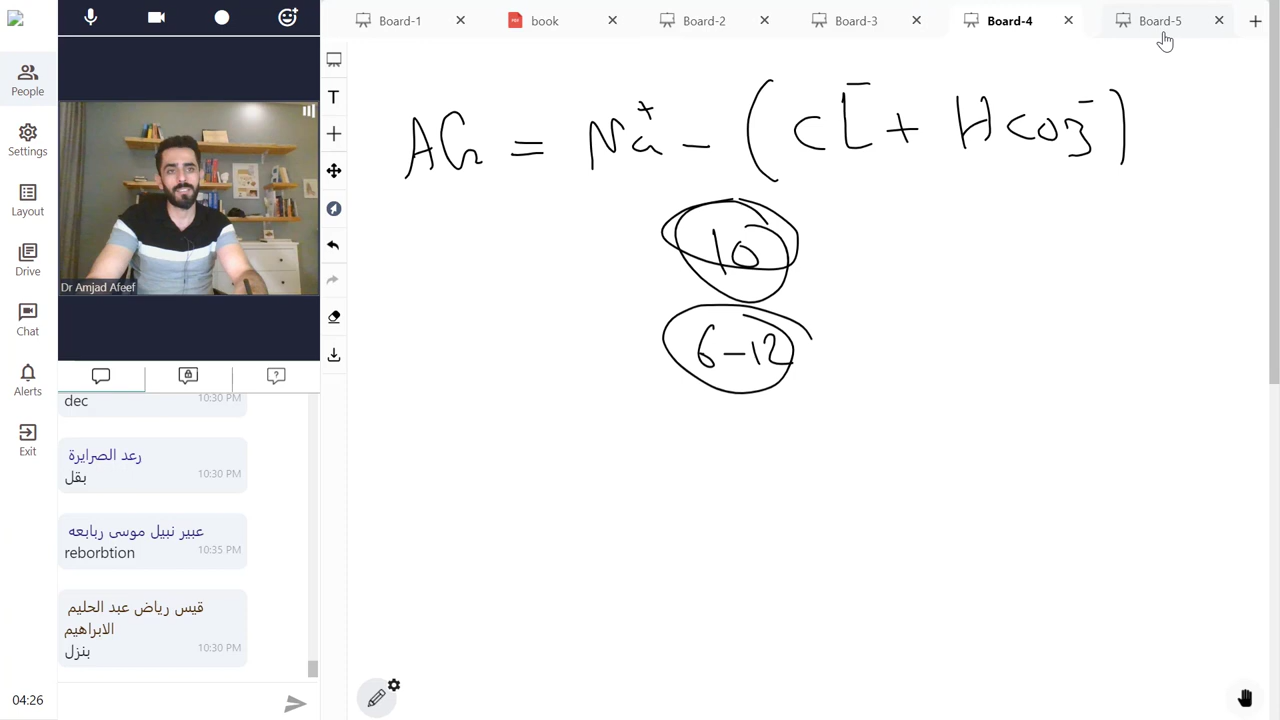 Board-1
PDF
book
Board-2
Board-3
Board-4
Board-5
People
Settings
Layout
Drive
Chat
Alerts
Exit
04:26
Dr Amjad Afeef
dec
10:30 PM
رعد الصرايرة
بقل
10:30 PM
عبير نبيل موسى ربابعه
reborbtion
10:35 PM
قيس رياض عبد الحليم
الابراهيم
بنزل
10:30 PM
T
AG = Na+ - (Cl- + HCO3-)
10
6-12